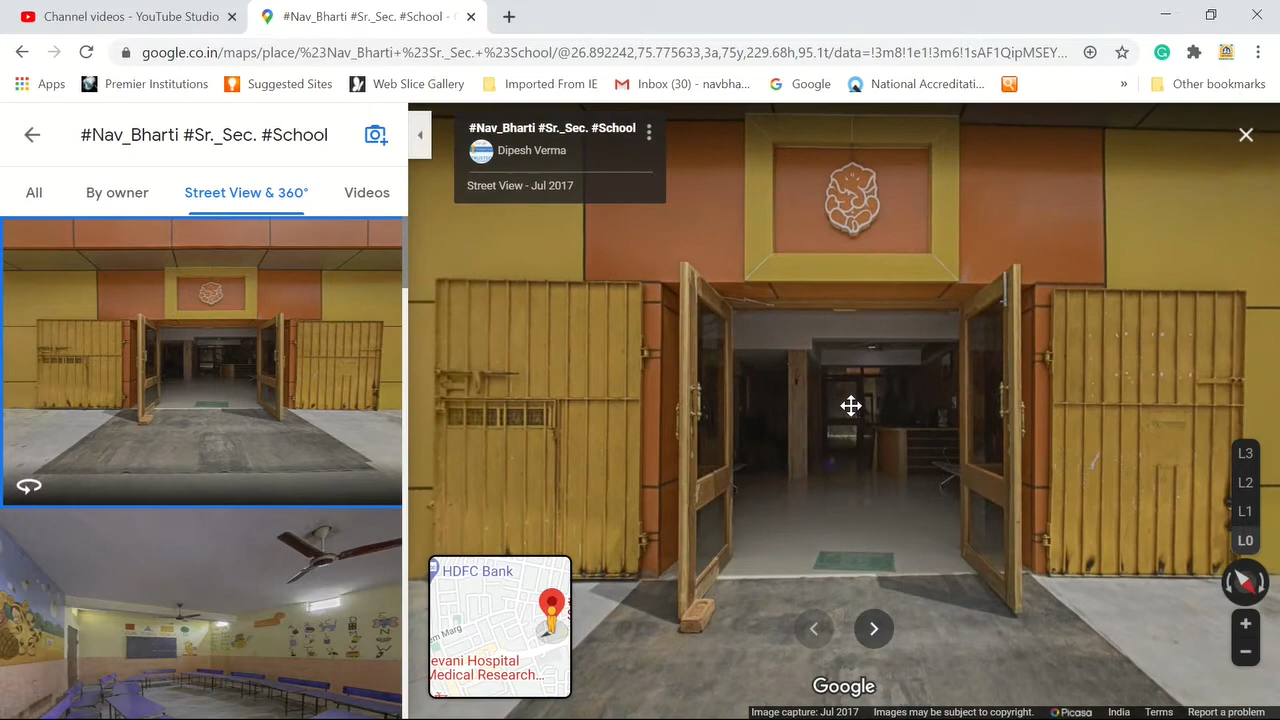 Channel videos - YouTube Studio
#Nav_Bharti #Sr._Sec. #School -
google.co.in/maps/place/%23Nav_Bharti+%23Sr._Sec.+%23School/@26.892242,75.775633,3a,75y,229.68h,95.1t/data=!3m8!1e1!3m6!1sAF1QipMSEY...
Apps Premier Institutions Suggested Sites Web Slice Gallery Imported From IE Inbox (30) - navbha... Google National Accreditati... » Other bookmarks
#Nav_Bharti #Sr._Sec. #School
All By owner Street View & 360° Videos
#Nav_Bharti #Sr._Sec. #School
Dipesh Verma
Street View - Jul 2017
L3
L2
L1
L0
HDFC Bank
em Marg
evani Hospital
Medical Research...
Google
Image capture: Jul 2017 Images may be subject to copyright. Picasa India Terms Report a problem